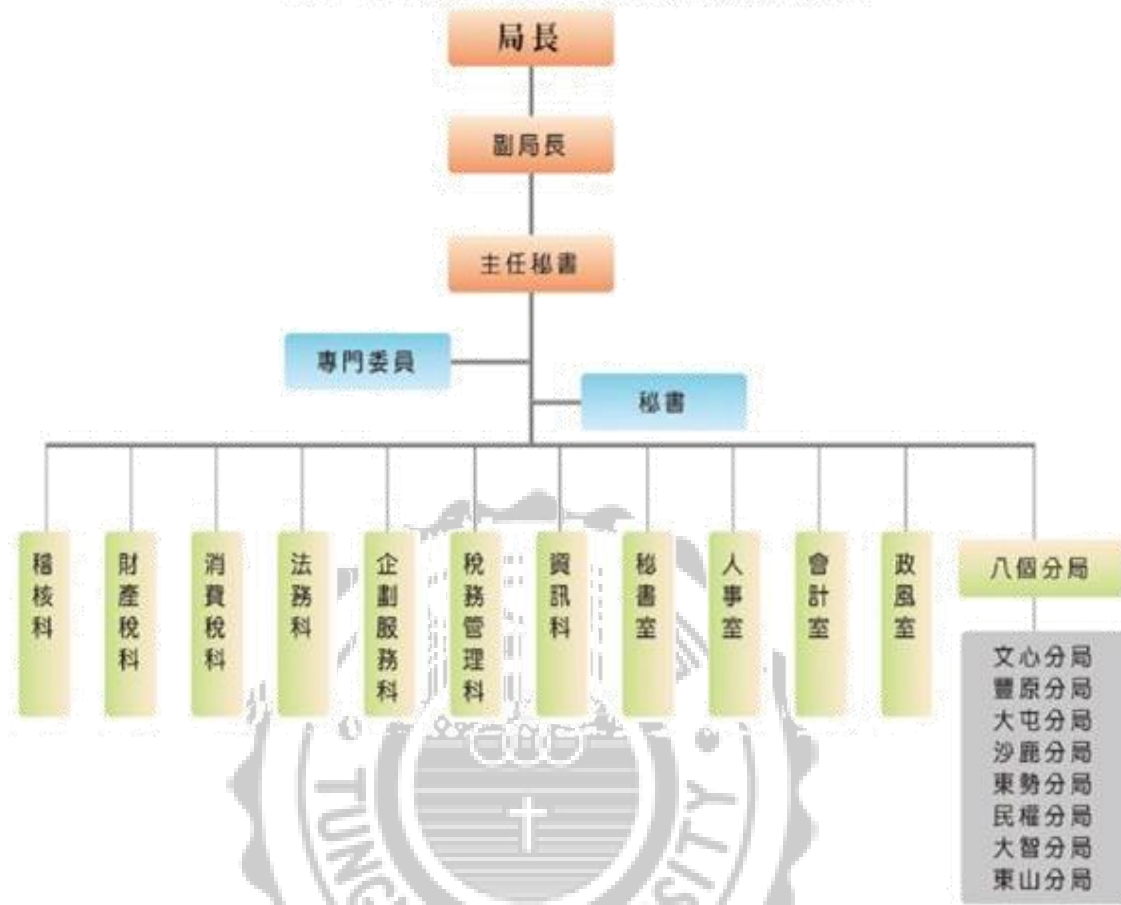 局長
副局長
主任秘書
專門委員
秘書
稽核科
財產稅科
消費稅科
法務科
企劃服務科
稅務管理科
資訊科
秘書室
人事室
會計室
政風室
八個分局
文心分局
豐原分局
大屯分局
沙鹿分局
東勢分局
民權分局
大智分局
東山分局